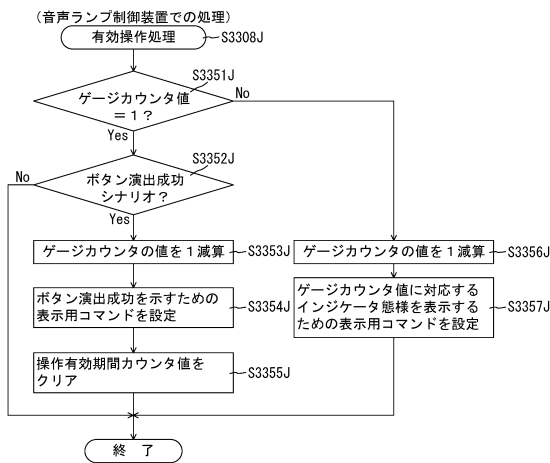 (音声ランプ制御装置での処理)
有効操作処理
S3308J
S3351J
ゲージカウンタ値
=1?
No
Yes
S3352J
ボタン演出成功
シナリオ?
No
Yes
ゲージカウンタの値を1減算
S3353J
ゲージカウンタの値を1減算
S3356J
ボタン演出成功を示すための
表示用コマンドを設定
S3354J
ゲージカウンタ値に対応する
インジケータ態様を表示する
ための表示用コマンドを設定
S3357J
操作有効期間カウンタ値を
クリア
S3355J
終 了